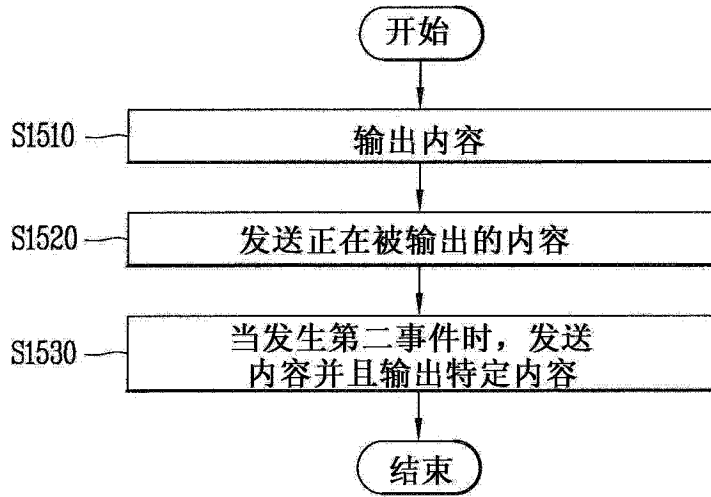 开始
S1510
输出内容
S1520
发送正在被输出的内容
S1530
当发生第二事件时，发送
内容并且输出特定内容
结束